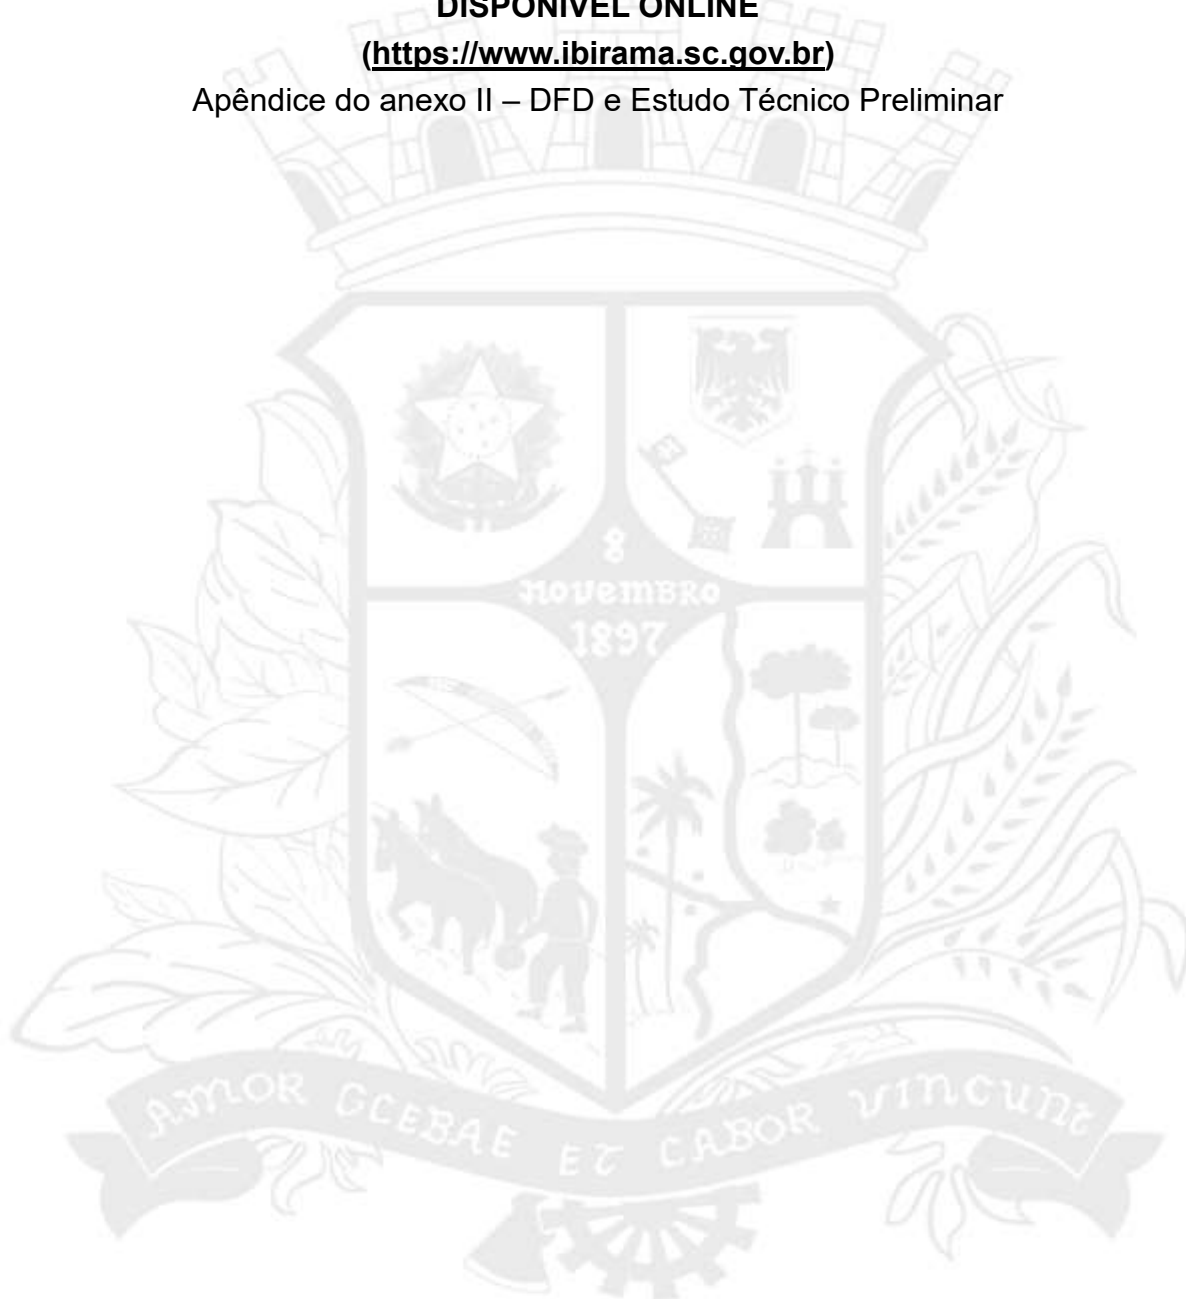 DISPONÍVEL ONLINE
(https://www.ibirama.sc.gov.br)
Apêndice do anexo II – DFD e Estudo Técnico Preliminar
8
NOVEMBRO
1897
AMOR GLEBAE ET LABOR VINCUNT